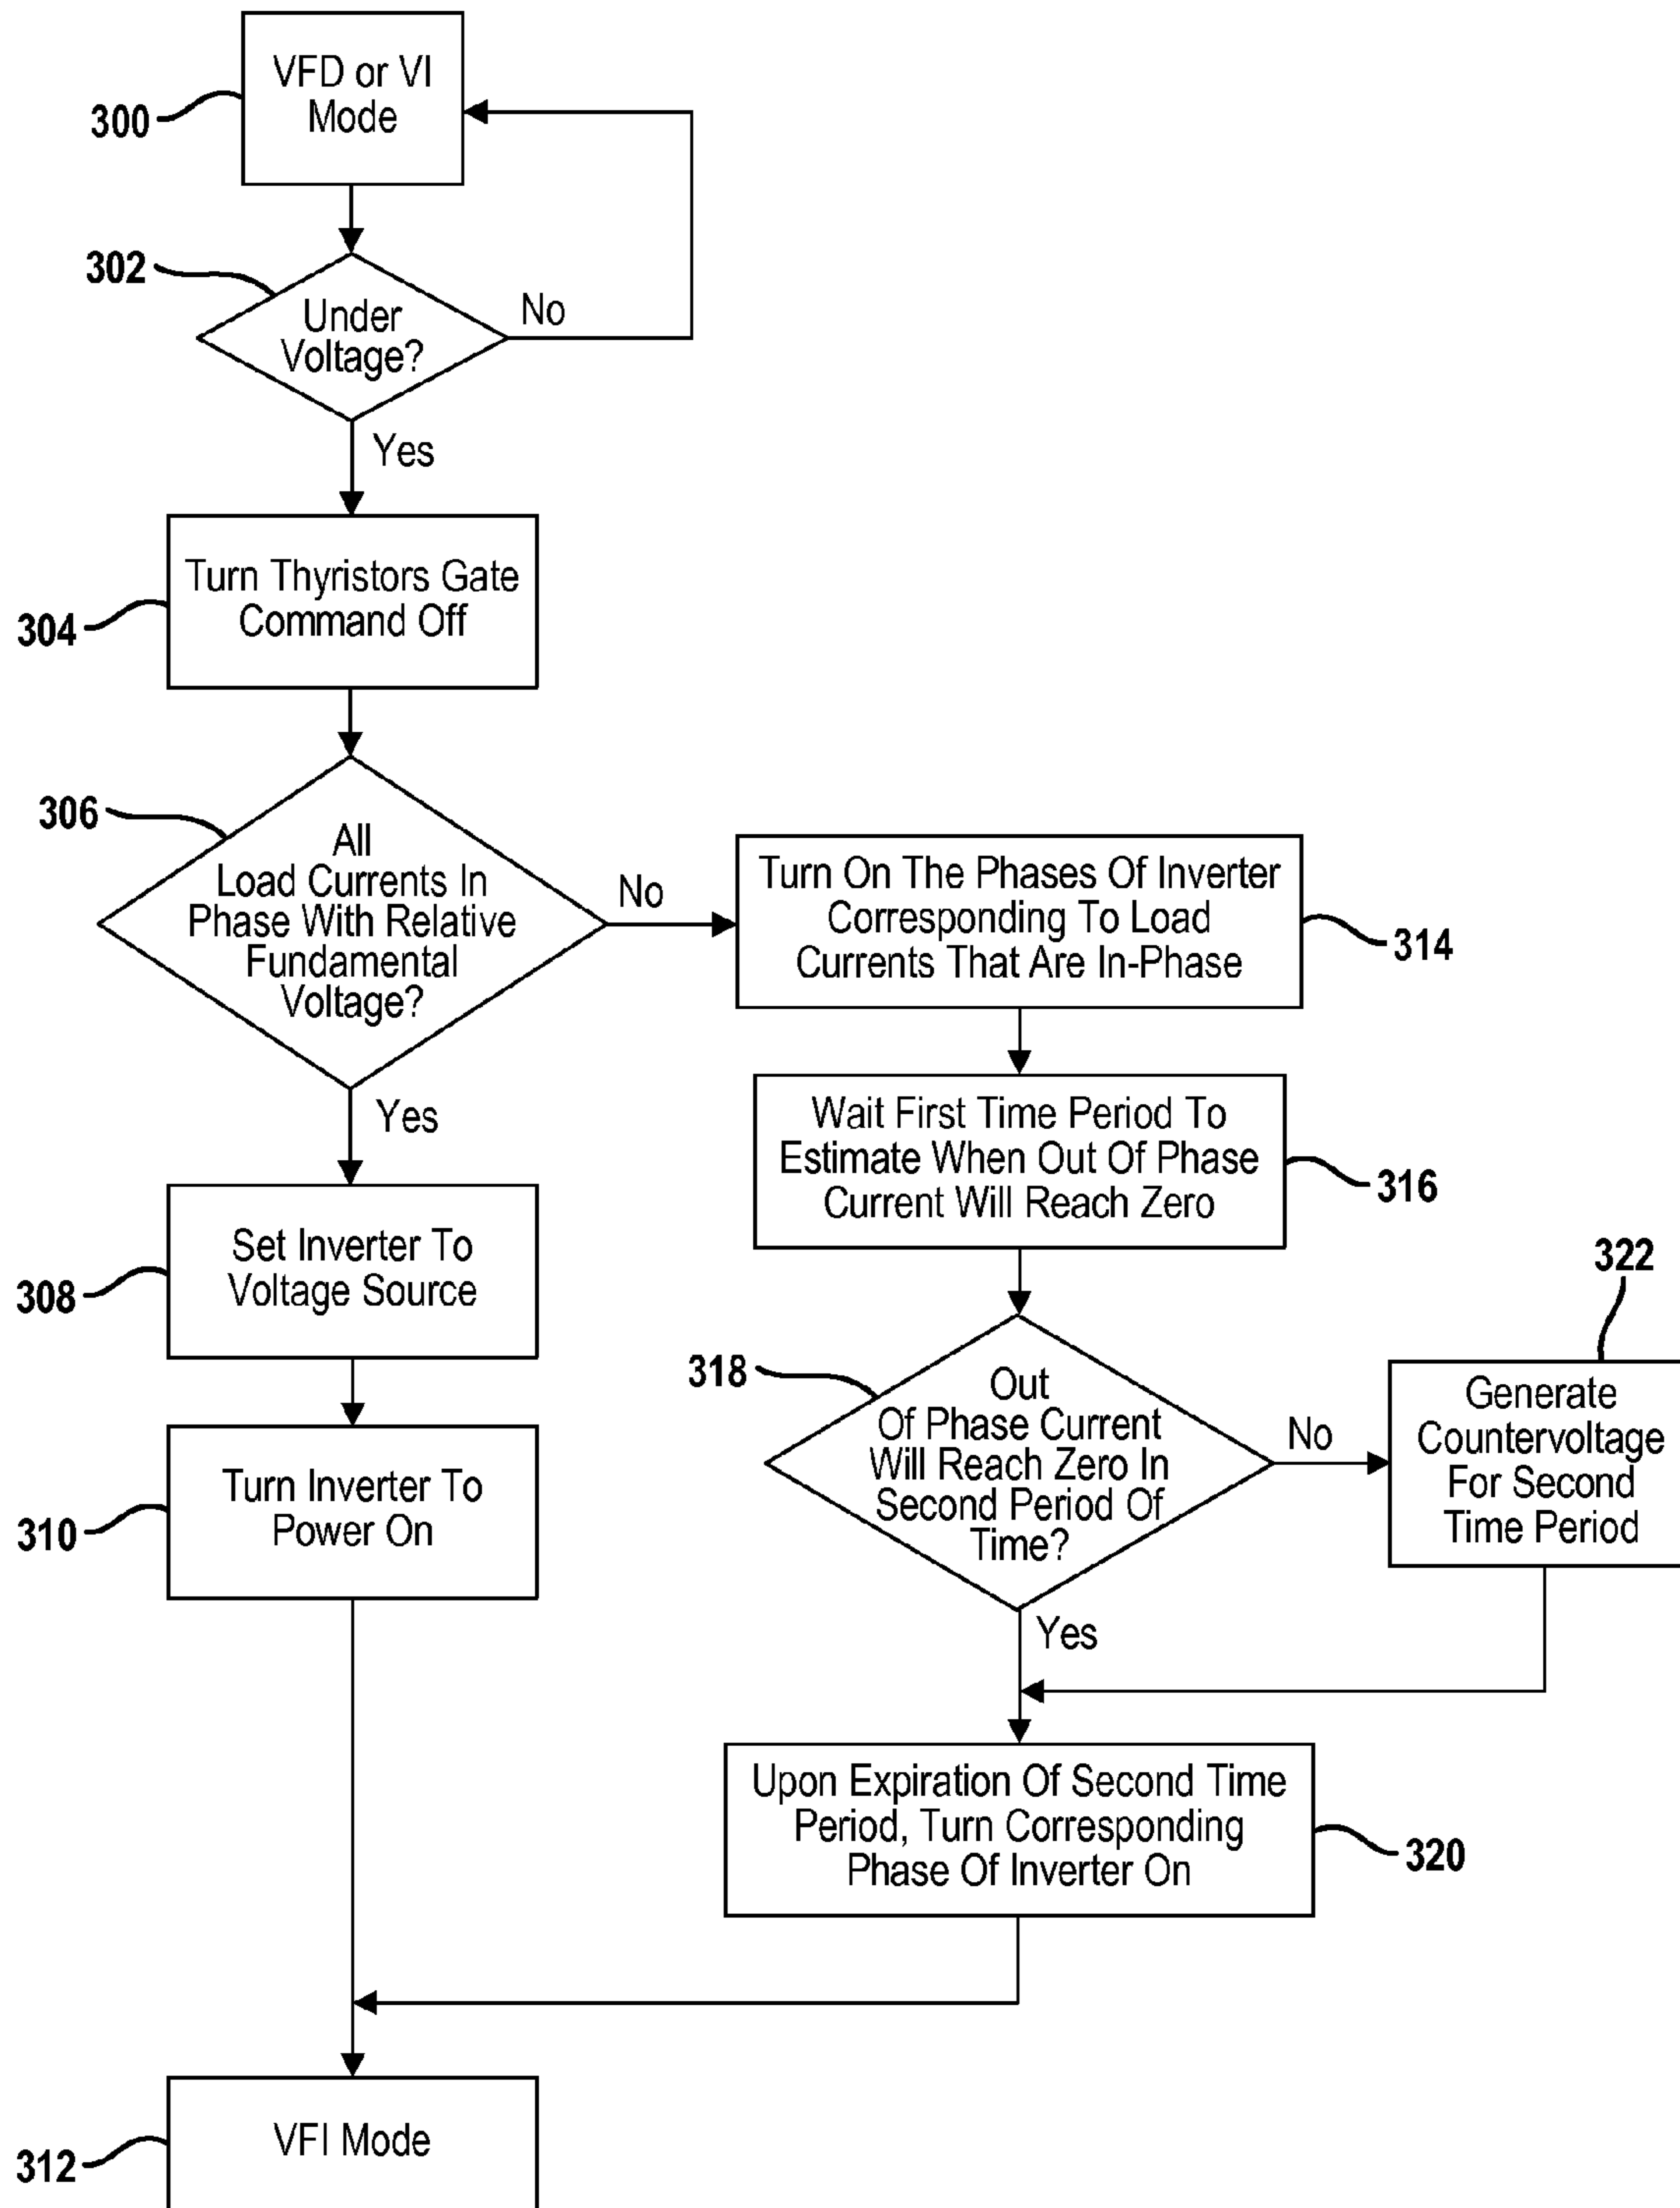 VFD or VI
Mode
300
302
Under
Voltage?
No
Yes
Turn Thyristors Gate
Command Off
304
306
All
Load Currents In
Phase With Relative
Fundamental
Voltage?
No
Yes
Turn On The Phases Of Inverter
Corresponding To Load
Currents That Are In-Phase
314
Wait First Time Period To
Estimate When Out Of Phase
Current Will Reach Zero
316
Set Inverter To
Voltage Source
308
322
318
Out
Of Phase Current
Will Reach Zero In
Second Period Of
Time?
No
Yes
Generate
Countervoltage
For Second
Time Period
Turn Inverter To
Power On
310
Upon Expiration Of Second Time
Period, Turn Corresponding
Phase Of Inverter On
320
VFI Mode
312